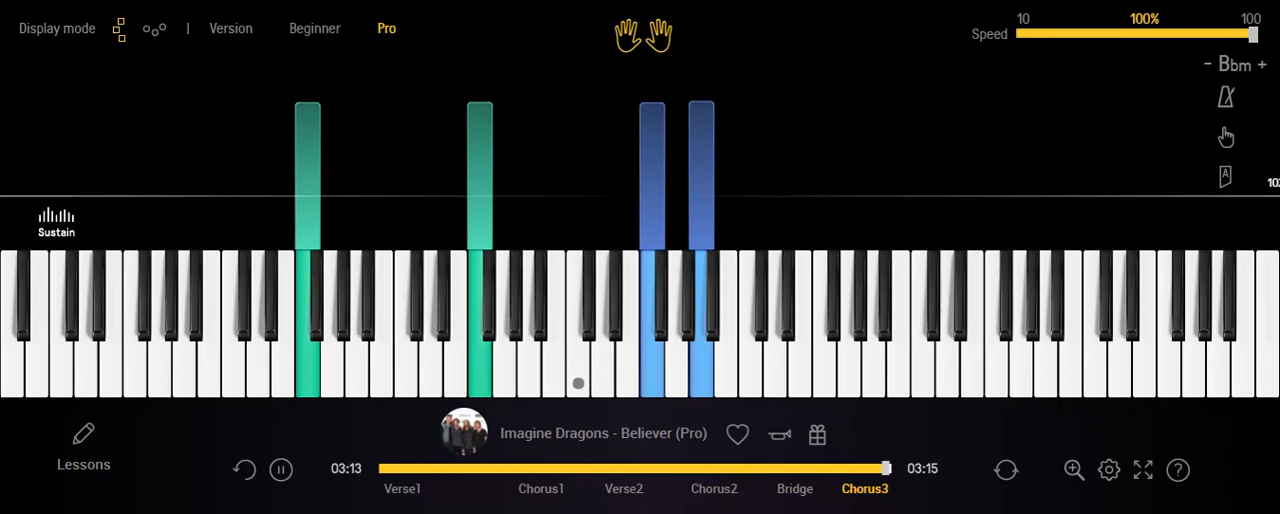 Display mode | Version Beginner Pro
10 100% 100
Speed
- Bbm +
A
102
Sustain
Imagine Dragons - Believer (Pro)
Lessons
03:13 03:15
Verse1 Chorus1 Verse2 Chorus2 Bridge Chorus3
?